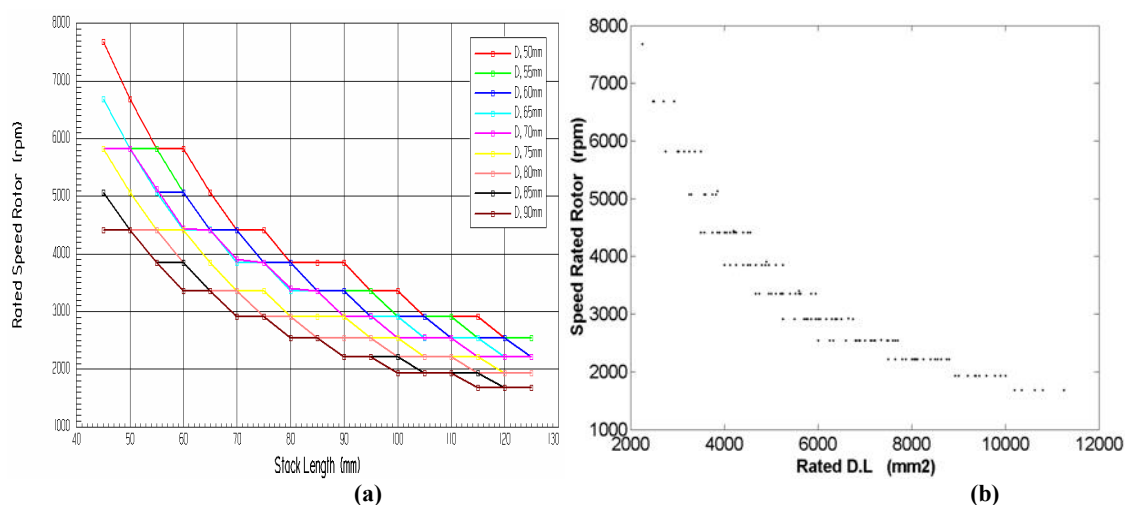 8000
7000
6000
5000
4000
3000
2000
1000
Rated Speed Rotor (rpm)
D, 50mm
D, 55mm
D, 60mm
D, 65mm
D, 70mm
D, 75mm
D, 80mm
D, 85mm
D, 90mm
40 50 60 70 80 90 100 110 120 130
Stack Length (mm)
(a)
8000
7000
6000
5000
4000
3000
2000
1000
Speed Rated Rotor (rpm)
2000 4000 6000 8000 10000 12000
Rated D.L (mm2)
(b)